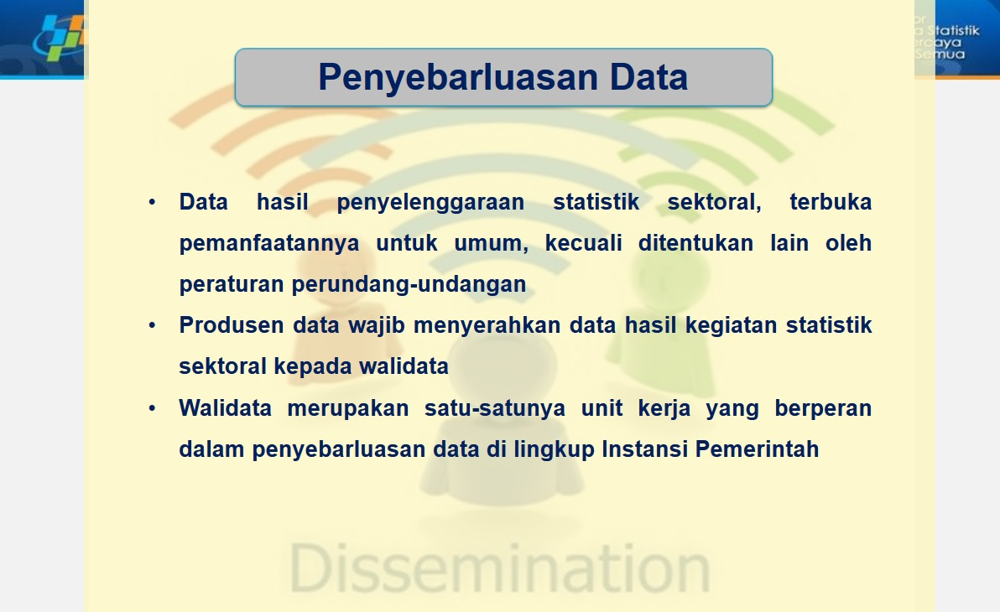 Statistik
Semua
Penyebarluasan Data
• Data hasil penyelenggaraan statistik sektoral, terbuka
pemanfaatannya untuk umum, kecuali ditentukan lain oleh
peraturan perundang-undangan
• Produsen data wajib menyerahkan data hasil kegiatan statistik
sektoral kepada walidata
• Walidata merupakan satu-satunya unit kerja yang berperan
dalam penyebarluasan data di lingkup Instansi Pemerintah
Dissemination